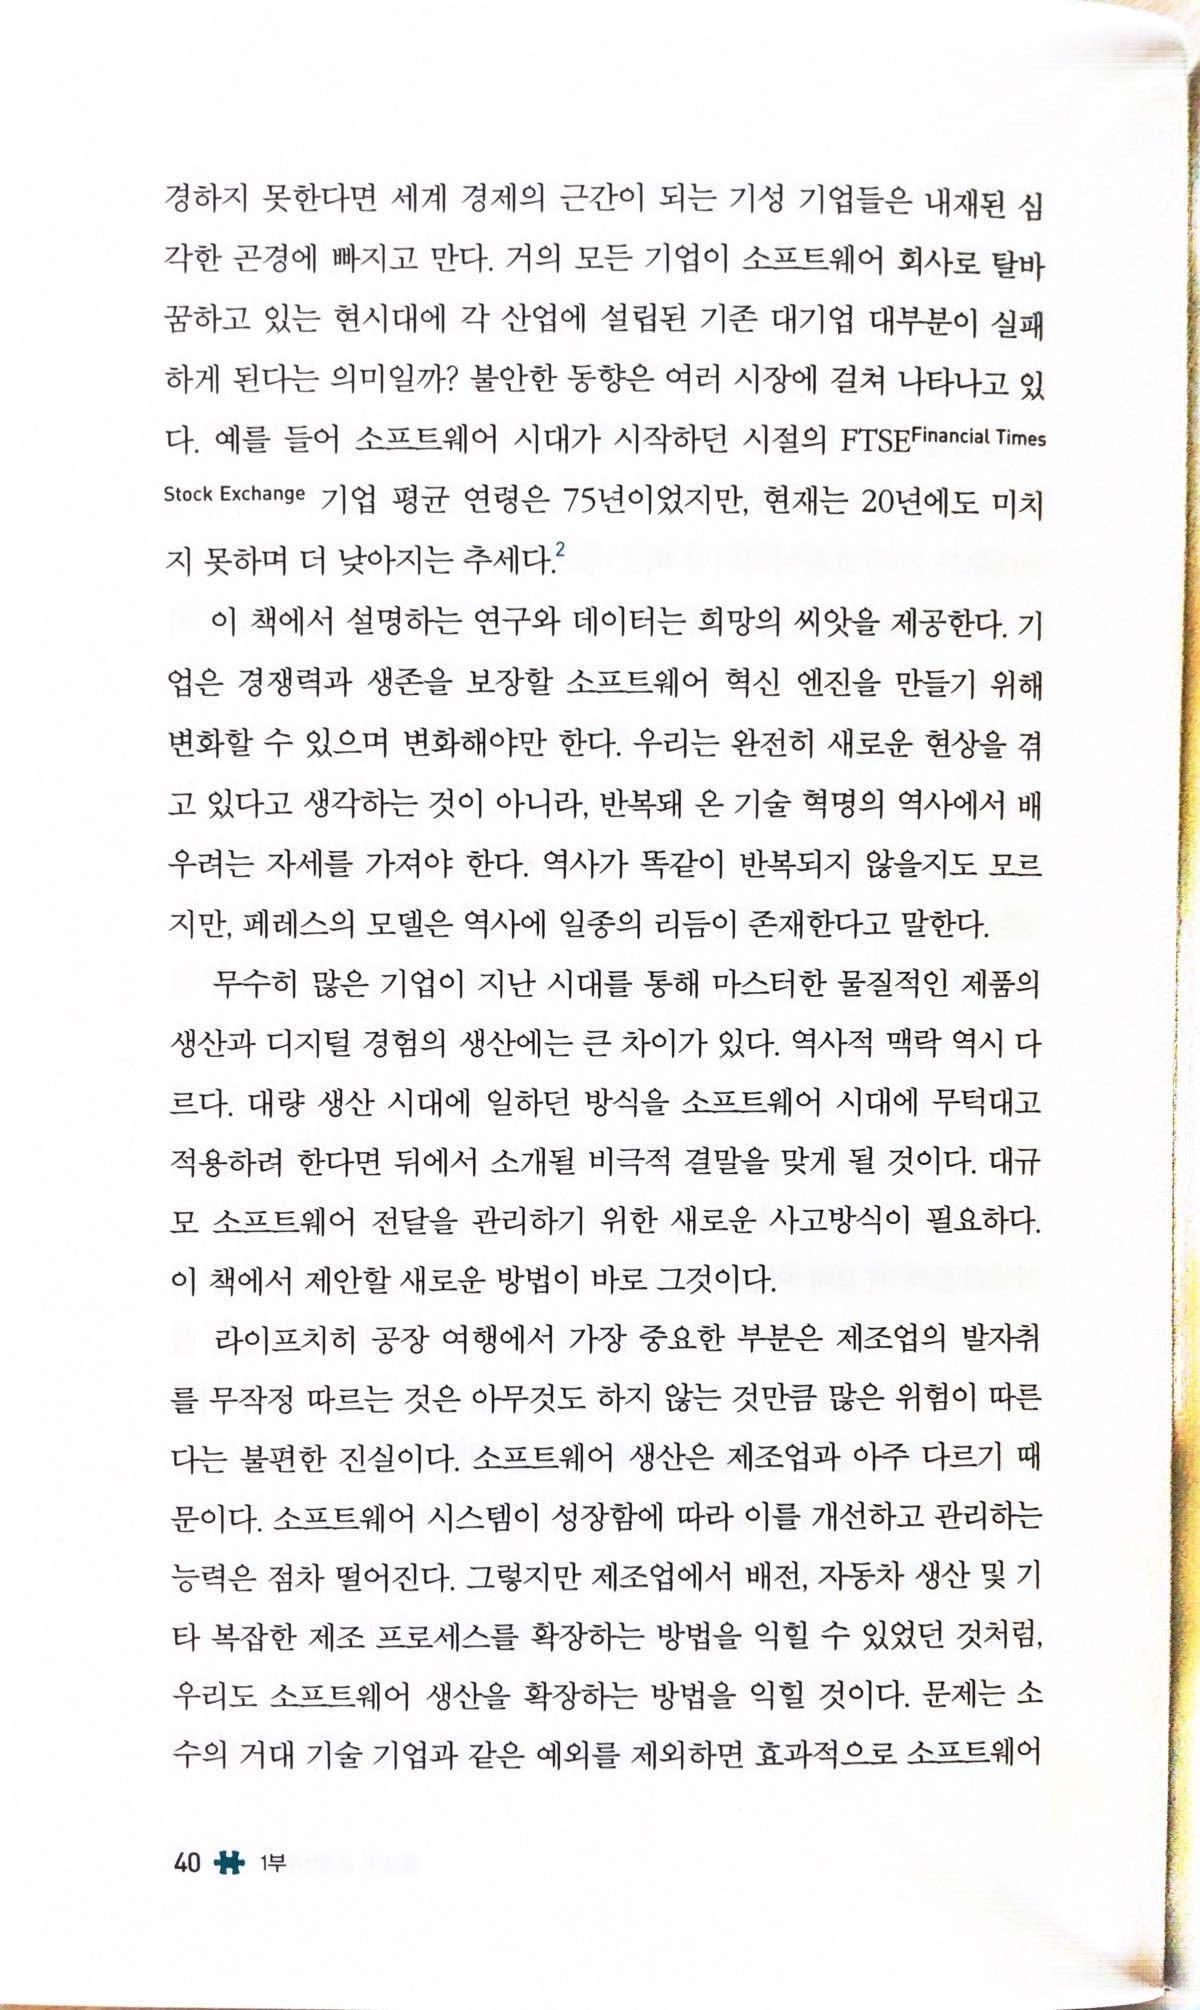 경하지 못한다면 세계 경제의 근간이 되는 기성 기업들은 내재된 심
각한 곤경에 빠지고 만다. 거의 모든 기업이 소프트웨어 회사로 탈바
꿈하고 있는 현시대에 각 산업에 설립된 기존 대기업 대부분이 실패
하게 된다는 의미일까? 불안한 동향은 여러 시장에 걸쳐 나타나고 있
다. 예를 들어 소프트웨어 시대가 시작하던 시절의 FTSE Financial Times
Stock Exchange 기업 평균 연령은 75년이었지만, 현재는 20년에도 미치
지 못하며 더 낮아지는 추세다.2
이 책에서 설명하는 연구와 데이터는 희망의 씨앗을 제공한다. 기
업은 경쟁력과 생존을 보장할 소프트웨어 혁신 엔진을 만들기 위해
변화할 수 있으며 변화해야만 한다. 우리는 완전히 새로운 현상을 겪
고 있다고 생각하는 것이 아니라, 반복돼 온 기술 혁명의 역사에서 배
우려는 자세를 가져야 한다. 역사가 똑같이 반복되지 않을지도 모르
지만, 페레스의 모델은 역사에 일종의 리듬이 존재한다고 말한다.
무수히 많은 기업이 지난 시대를 통해 마스터한 물질적인 제품의
생산과 디지털 경험의 생산에는 큰 차이가 있다. 역사적 맥락 역시 다
르다. 대량 생산 시대에 일하던 방식을 소프트웨어 시대에 무턱대고
적용하려 한다면 뒤에서 소개될 비극적 결말을 맞게 될 것이다. 대규
모 소프트웨어 전달을 관리하기 위한 새로운 사고방식이 필요하다.
이 책에서 제안할 새로운 방법이 바로 그것이다.
라이프치히 공장 여행에서 가장 중요한 부분은 제조업의 발자취
를 무작정 따르는 것은 아무것도 하지 않는 것만큼 많은 위험이 따른
다는 불편한 진실이다. 소프트웨어 생산은 제조업과 아주 다르기 때
문이다. 소프트웨어 시스템이 성장함에 따라 이를 개선하고 관리하는
능력은 점차 떨어진다. 그렇지만 제조업에서 배전, 자동차 생산 및 기
타 복잡한 제조 프로세스를 확장하는 방법을 익힐 수 있었던 것처럼,
우리도 소프트웨어 생산을 확장하는 방법을 익힐 것이다. 문제는 소
수의 거대 기술 기업과 같은 예외를 제외하면 효과적으로 소프트웨어
40 1부